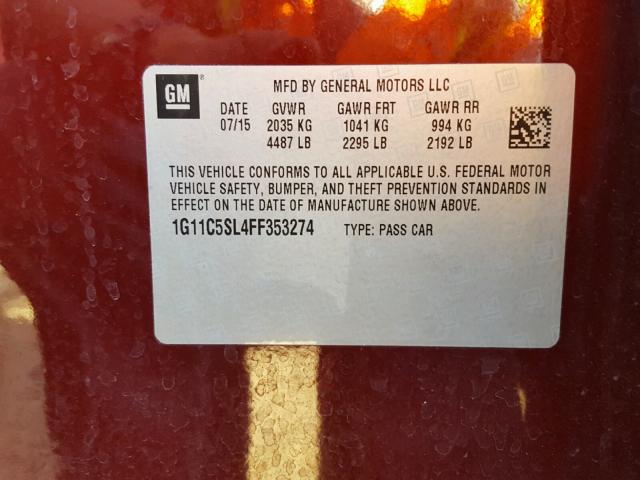 GM ®
MFD BY GENERAL MOTORS LLC
DATE GVWR GAWR FRT GAWR RR
07/15 2035 KG 1041 KG 994 KG
4487 LB 2295 LB 2192 LB
THIS VEHICLE CONFORMS TO ALL APPLICABLE U.S. FEDERAL MOTOR
VEHICLE SAFETY, BUMPER, AND THEFT PREVENTION STANDARDS IN
EFFECT ON THE DATE OF MANUFACTURE SHOWN ABOVE.
1G11C5SL4FF353274 TYPE: PASS CAR